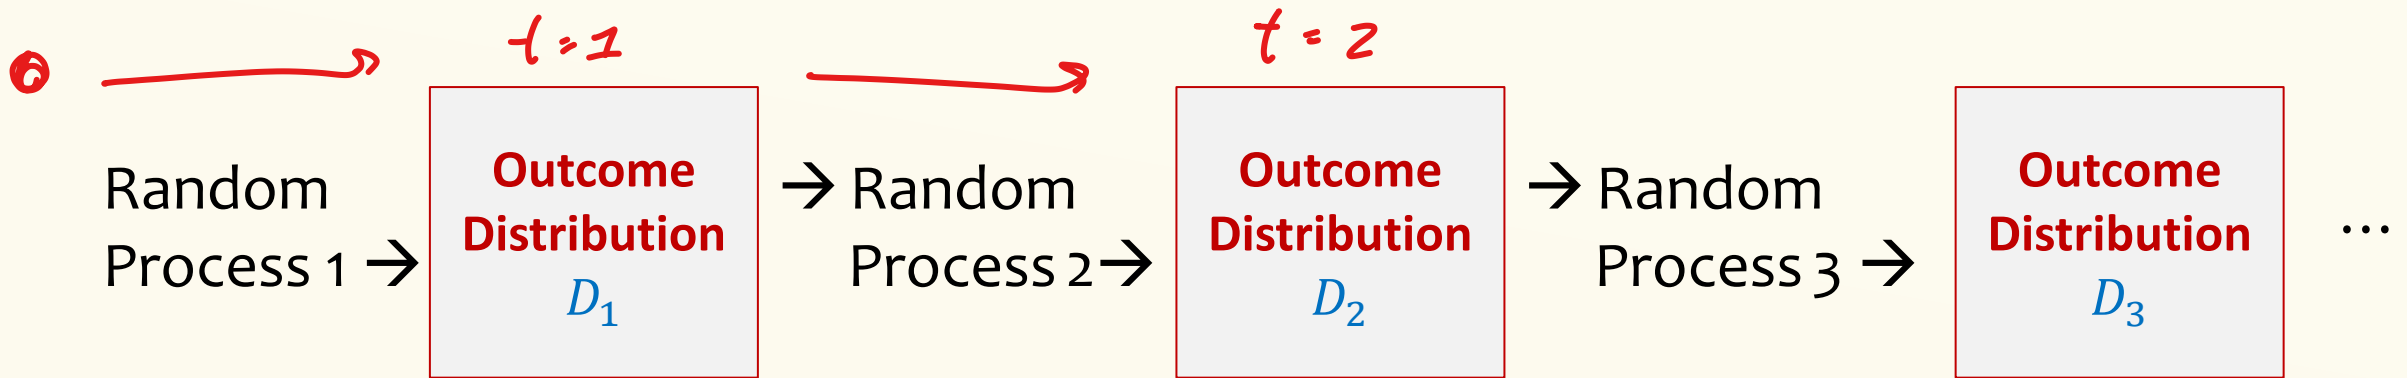 0
t=1
t=2
Random
Process 1 →
Outcome
Distribution
D₁
→ Random
Process 2→
Outcome
Distribution
D₂
→ Random
Process 3 →
Outcome
Distribution
D₃
...